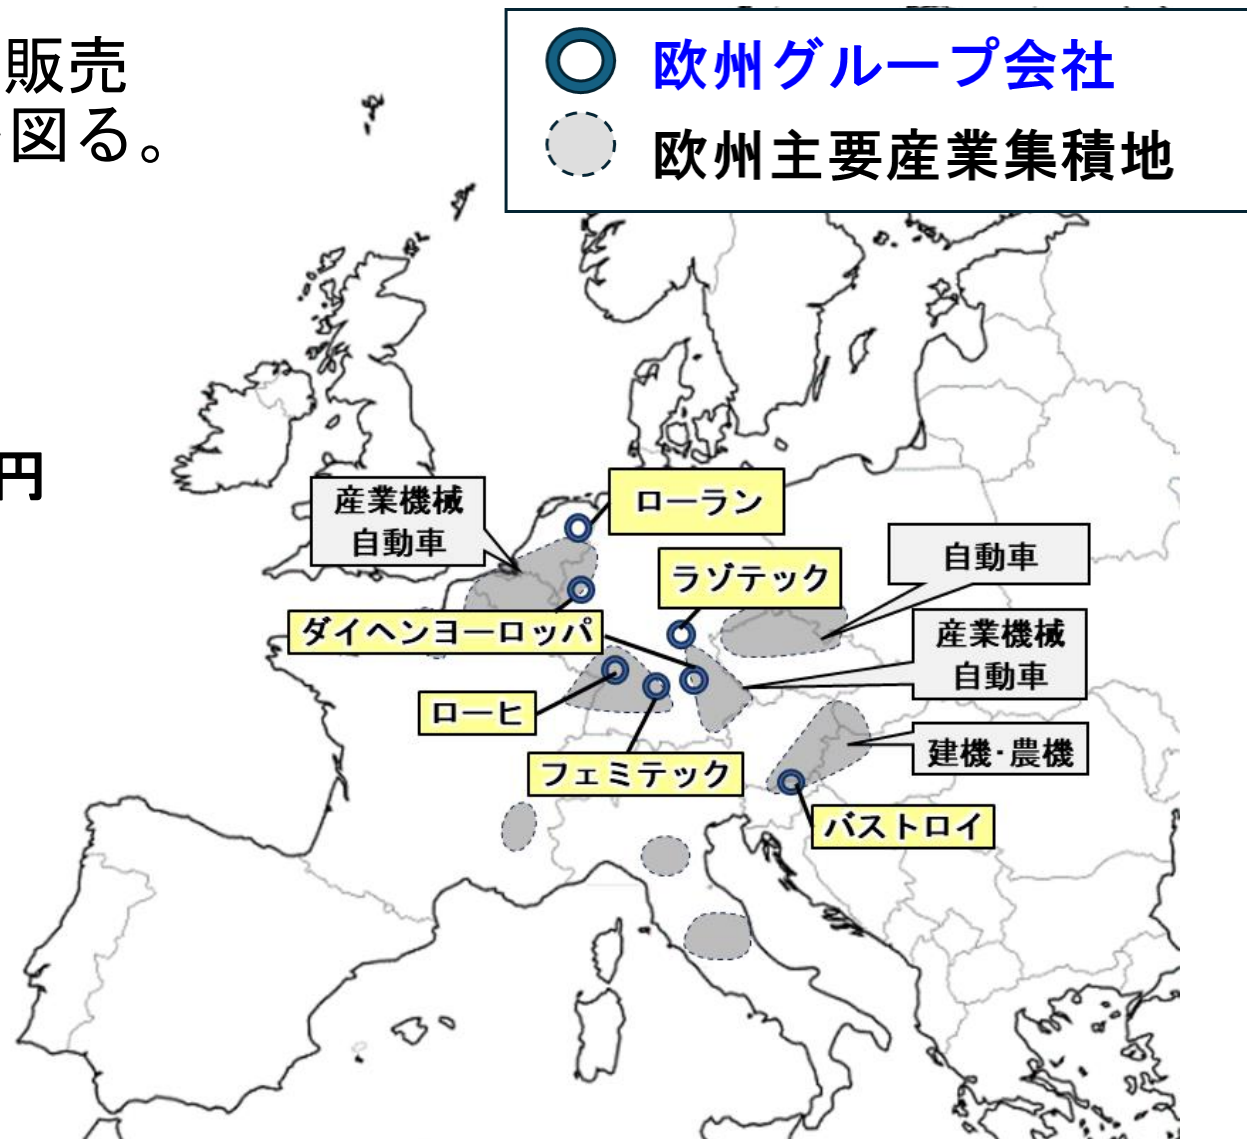 販売
図る。
円
欧州グループ会社
欧州主要産業集積地
産業機械
自動車
ローラン
ラゾテック
自動車
ダイヘンヨーロッパ
産業機械
自動車
ローヒ
建機・農機
フェミテック
バストロイ